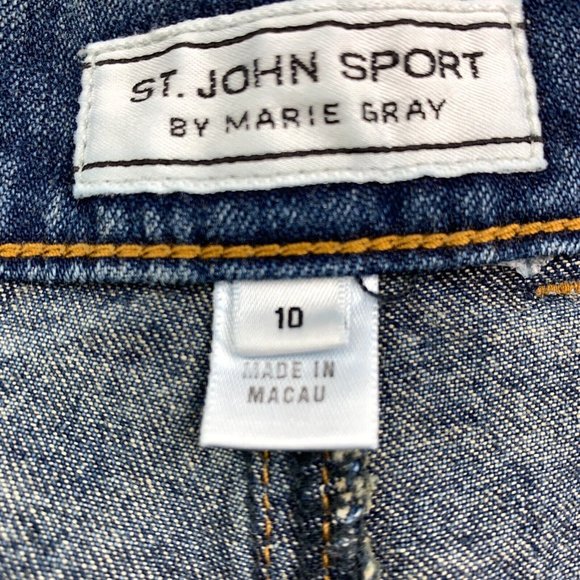 ST. JOHN SPORT
BY MARIE GRAY
10
MADE IN
MACAU